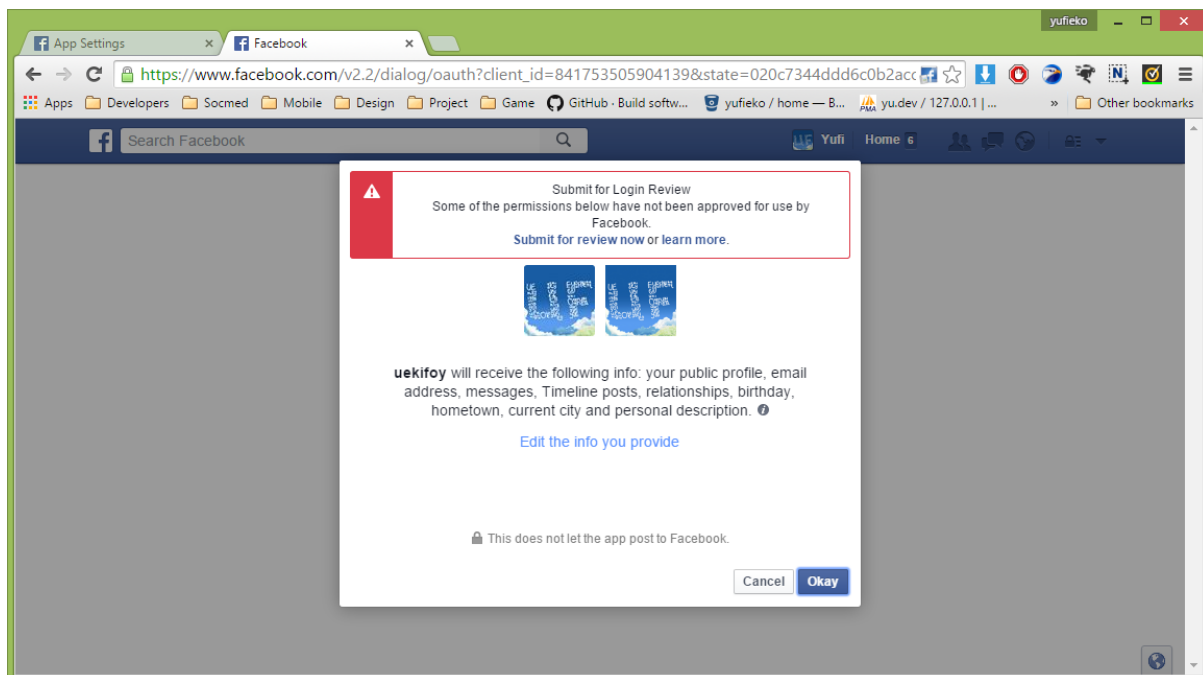 yufieko
App Settings
Facebook
https://www.facebook.com/v2.2/dialog/oauth?client_id=841753505904139&state=020c7344ddd6c0b2acc
Apps Developers Socmed Mobile Design Project Game GitHub · Build softw... yufieko / home — B... yu.dev / 127.0.0.1 | ... » Other bookmarks
Search Facebook
Yufi Home 6
Submit for Login Review
Some of the permissions below have not been approved for use by
Facebook.
Submit for review now or learn more.
uekifoy will receive the following info: your public profile, email
address, messages, Timeline posts, relationships, birthday,
hometown, current city and personal description.
Edit the info you provide
This does not let the app post to Facebook.
Cancel Okay